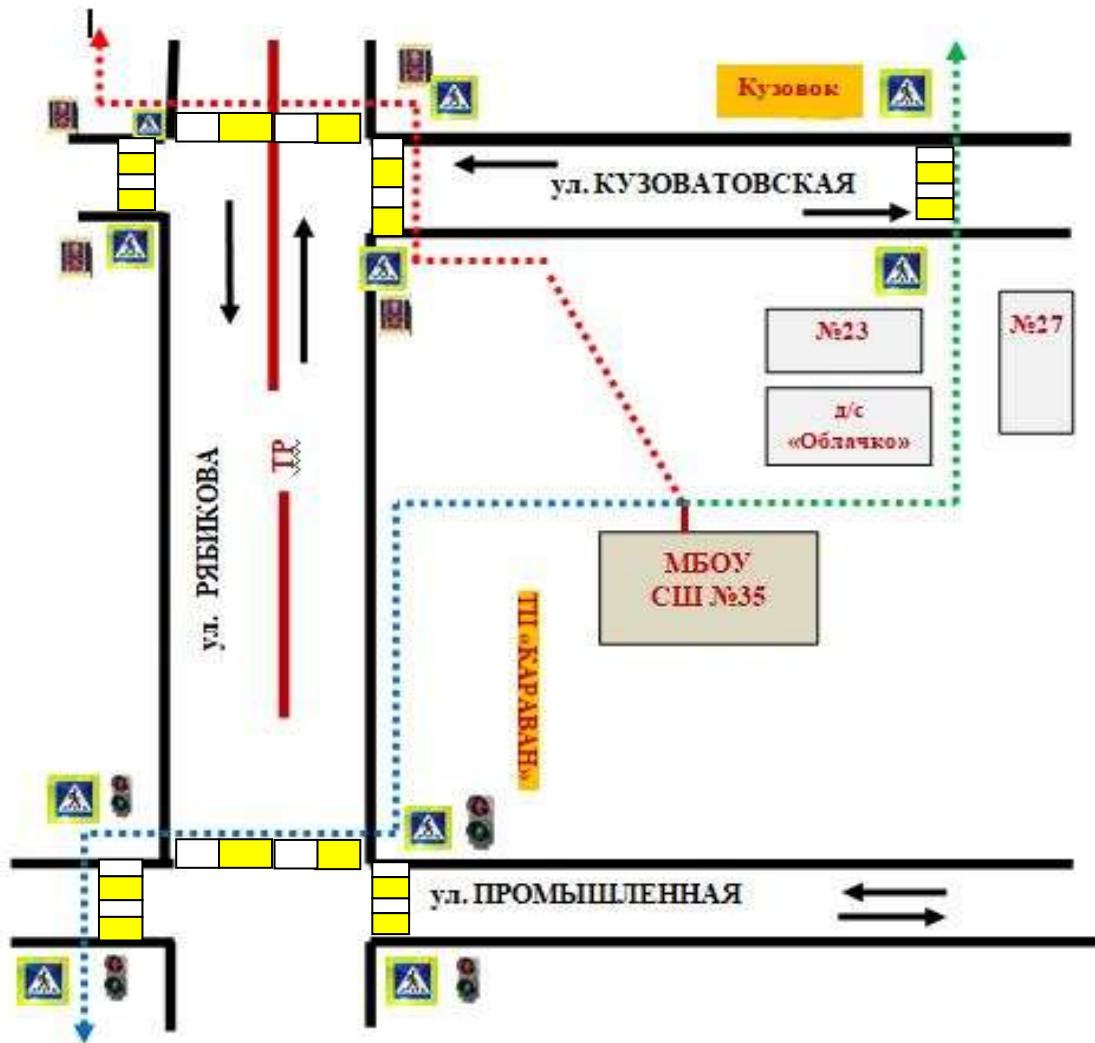 Кузовок
ул. КУЗОВАТОВСКАЯ
№23
№27
д/с
«Облачко»
ул. РЯБИКОВА
ТР
МБОУ
СШ №35
ТЦ «КАРАВАН»
ул. ПРОМЫШЛЕННАЯ